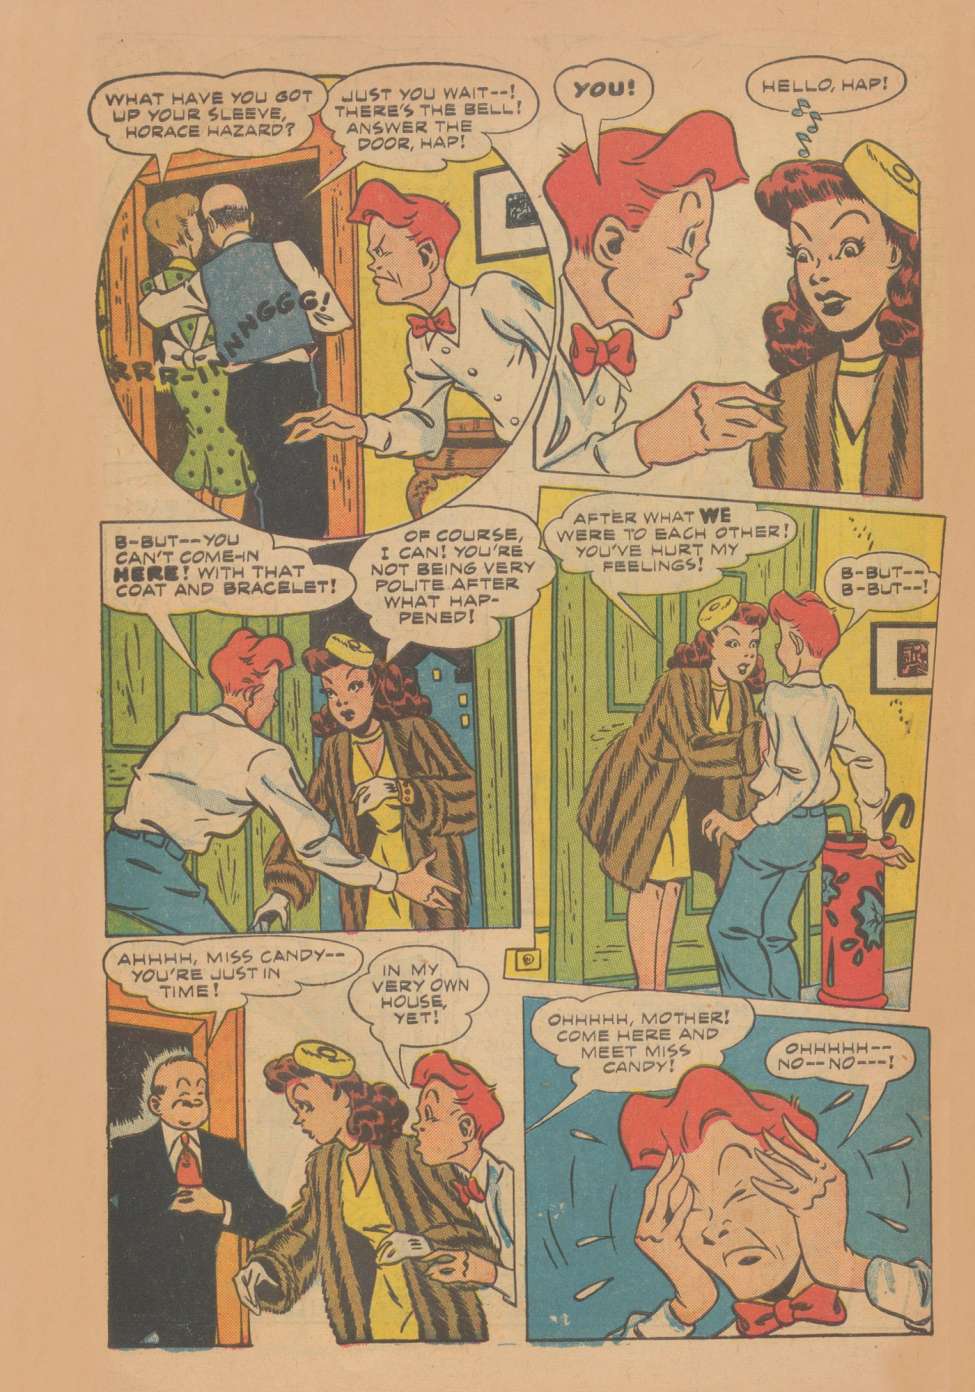 WHAT HAVE YOU GOT
UP YOUR SLEEVE,
HORACE HAZARD?
JUST YOU WAIT--!
THERE'S THE BELL!
ANSWER THE
DOOR, HAP!
RRR-INNNNGGG!
YOU!
HELLO, HAP!
B-BUT--YOU
CAN'T COME-IN
HERE! WITH THAT
COAT AND BRACELET!
OF COURSE,
I CAN! YOU'RE
NOT BEING VERY
POLITE AFTER
WHAT HAP-
PENED!
AFTER WHAT WE
WERE TO EACH OTHER!
YOU'VE HURT MY
FEELINGS!
B-BUT--
B-BUT--!
AHHHH, MISS CANDY--
YOU'RE JUST IN
TIME!
IN MY
VERY OWN
HOUSE,
YET!
OHHHHH, MOTHER!
COME HERE AND
MEET MISS
CANDY!
OHHHHH--
NO--NO---!